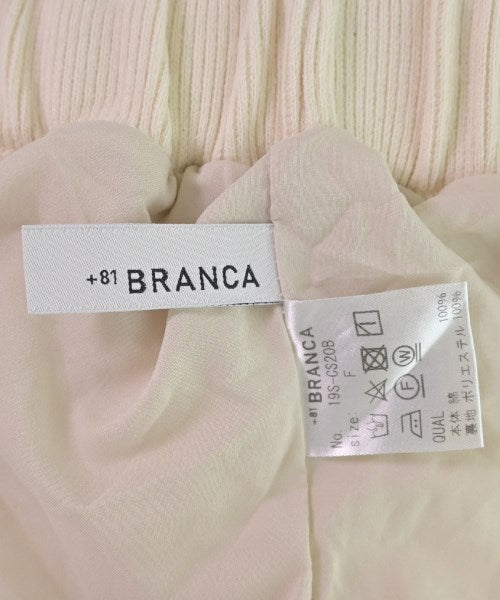 +81 BRANCA
+81 BRANCA
No. 19S-CS20B
size. F
QUAL
本体 綿 100%
裏地 ポリエステル 100%